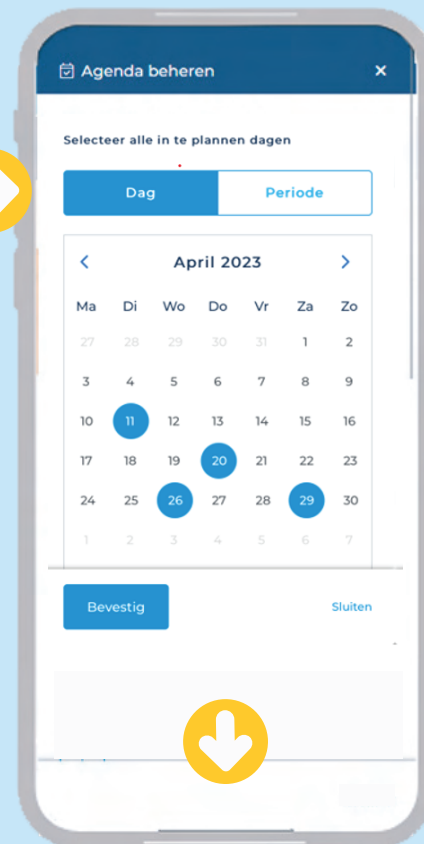 Agenda beheren ×
Selecteer alle in te plannen dagen
Dag Periode
< April 2023 >
Ma Di Wo Do Vr Za Zo
27 28 29 30 31 1 2
3 4 5 6 7 8 9
10 11 12 13 14 15 16
17 18 19 20 21 22 23
24 25 26 27 28 29 30
1 2 3 4 5 6 7
Bevestig Sluiten